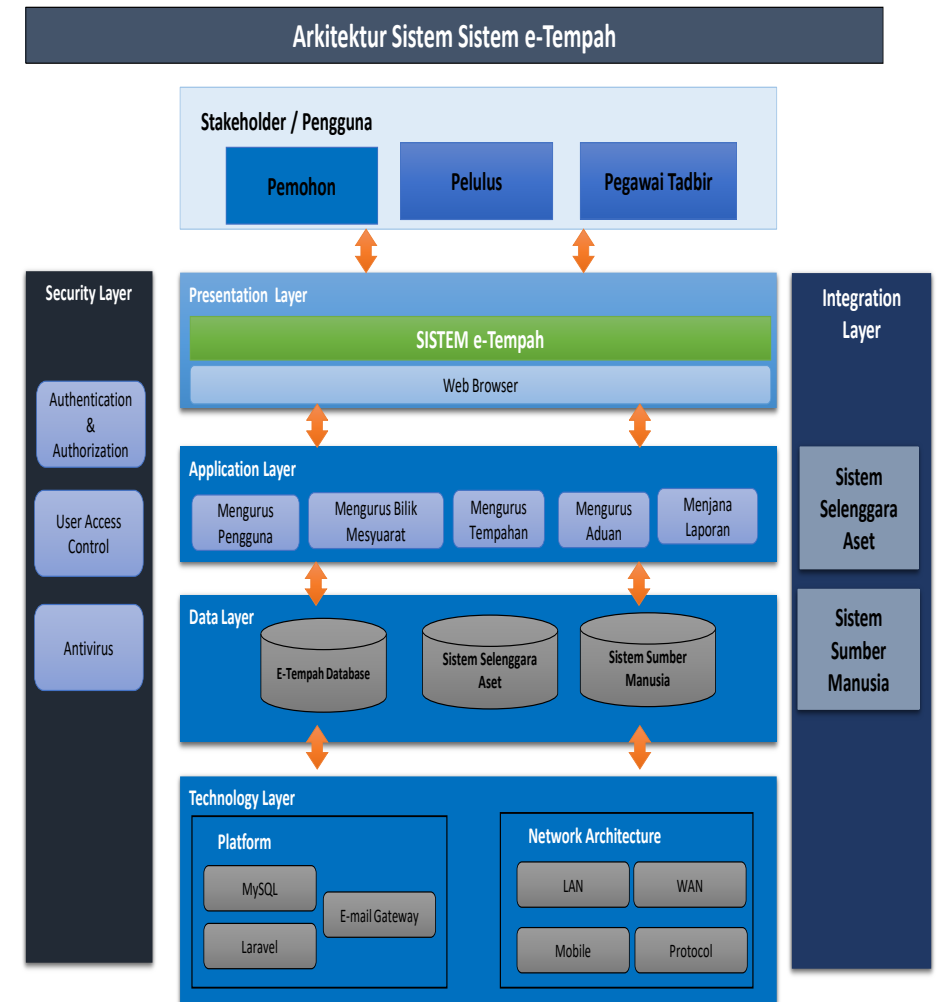 Arkitektur Sistem Sistem e-Tempah
Stakeholder / Pengguna
Pemohon
Pelulus
Pegawai Tadbir
Security Layer
Authentication
&
Authorization
User Access
Control
Antivirus
Presentation Layer
SISTEM e-Tempah
Web Browser
Application Layer
Mengurus
Pengguna
Mengurus Bilik
Mesyuarat
Mengurus
Tempahan
Mengurus
Aduan
Menjana
Laporan
Data Layer
E-Tempah Database
Sistem Selenggara
Aset
Sistem Sumber
Manusia
Technology Layer
Platform
MySQL
Laravel
E-mail Gateway
Network Architecture
LAN
WAN
Mobile
Protocol
Integration
Layer
Sistem
Selenggara
Aset
Sistem
Sumber
Manusia